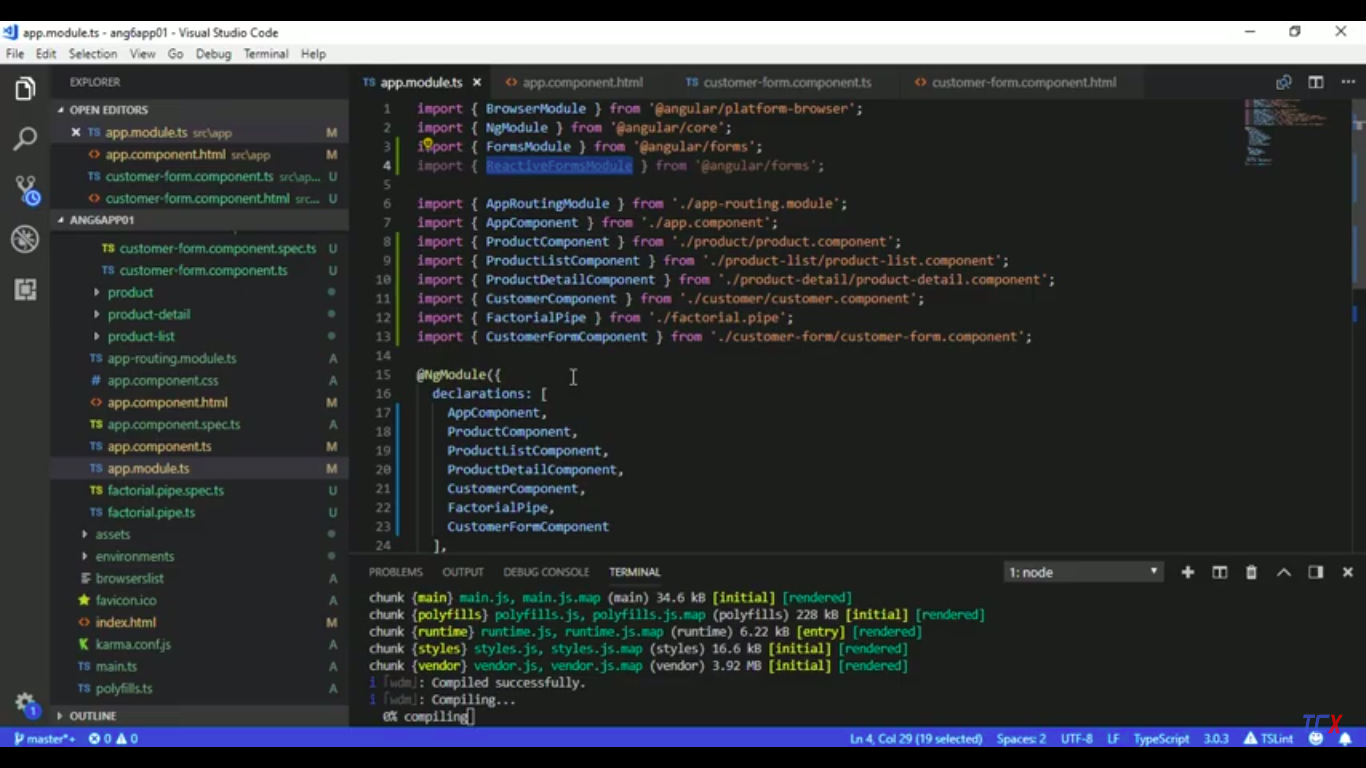 app.module.ts - ang6app01 - Visual Studio Code
File Edit Selection View Go Debug Terminal Help
EXPLORER
OPEN EDITORS
TS app.module.ts src\app M
<> app.component.html src\app M
TS customer-form.component.ts src\ap... U
<> customer-form.component.html src... U
ANG6APP01
TS customer-form.component.spec.ts U
TS customer-form.component.ts U
product
product-detail
product-list
TS app-routing.module.ts A
# app.component.css A
<> app.component.html M
TS app.component.spec.ts A
TS app.component.ts M
TS app.module.ts M
TS factorial.pipe.spec.ts U
TS factorial.pipe.ts U
assets
environments
browserslist A
favicon.ico A
<> index.html M
karma.conf.js A
TS main.ts A
TS polyfills.ts A
OUTLINE
1
TS app.module.ts <> app.component.html TS customer-form.component.ts <> customer-form.component.html
1 import { BrowserModule } from '@angular/platform-browser';
2 import { NgModule } from '@angular/core';
3 import { FormsModule } from '@angular/forms';
4 import { ReactiveFormsModule } from '@angular/forms';
5
6 import { AppRoutingModule } from './app-routing.module';
7 import { AppComponent } from './app.component';
8 import { ProductComponent } from './product/product.component';
9 import { ProductListComponent } from './product-list/product-list.component';
10 import { ProductDetailComponent } from './product-detail/product-detail.component';
11 import { CustomerComponent } from './customer/customer.component';
12 import { FactorialPipe } from './factorial.pipe';
13 import { CustomerFormComponent } from './customer-form/customer-form.component';
14
15 @NgModule({
16 declarations: [
17 AppComponent,
18 ProductComponent,
19 ProductListComponent,
20 ProductDetailComponent,
21 CustomerComponent,
22 FactorialPipe,
23 CustomerFormComponent
24 ],
PROBLEMS OUTPUT DEBUG CONSOLE TERMINAL 1: node
chunk {main} main.js, main.js.map (main) 34.6 kB [initial] [rendered]
chunk {polyfills} polyfills.js, polyfills.js.map (polyfills) 228 kB [initial] [rendered]
chunk {runtime} runtime.js, runtime.js.map (runtime) 6.22 kB [entry] [rendered]
chunk {styles} styles.js, styles.js.map (styles) 16.6 kB [initial] [rendered]
chunk {vendor} vendor.js, vendor.js.map (vendor) 3.92 MB [initial] [rendered]
i ｢wdm｣: Compiled successfully.
i ｢wdm｣: Compiling...
0% compiling
TCX
master*+ 0 0 Ln 4, Col 29 (19 selected) Spaces: 2 UTF-8 LF TypeScript 3.0.3 TSLint